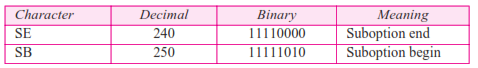 Character Decimal Binary Meaning
SE 240 11110000 Suboption end
SB 250 11111010 Suboption begin